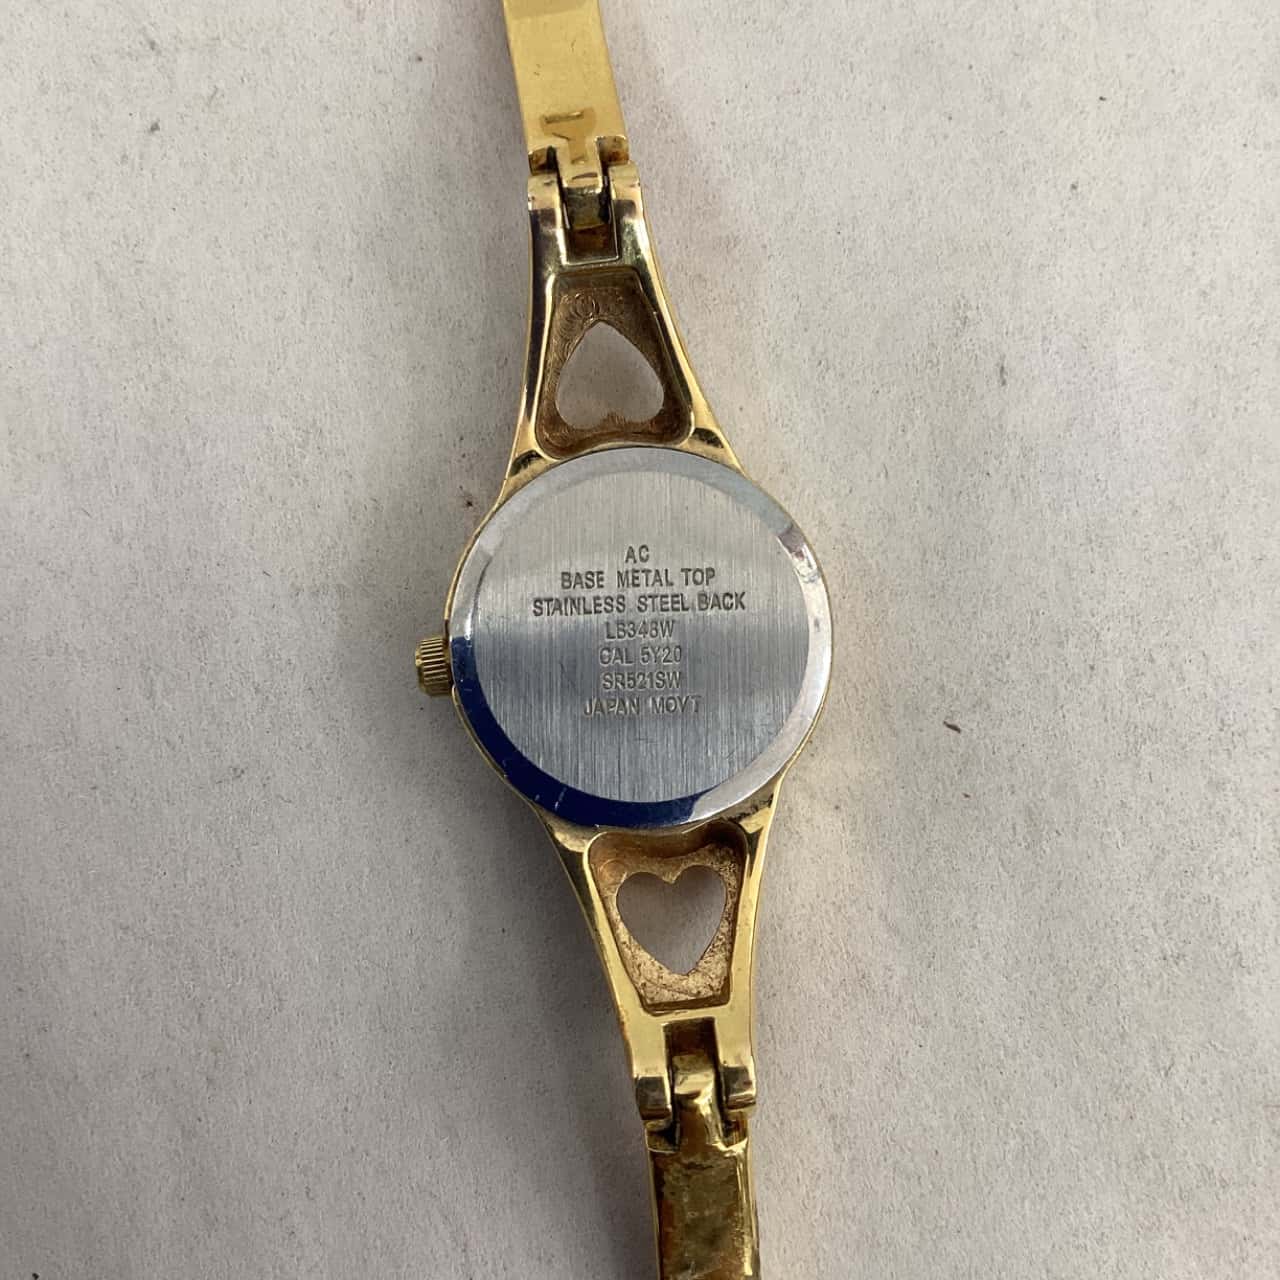 AC
BASE METAL TOP
STAINLESS STEEL BACK
LB348W
CAL 5Y20
SR521SW
JAPAN MOVT